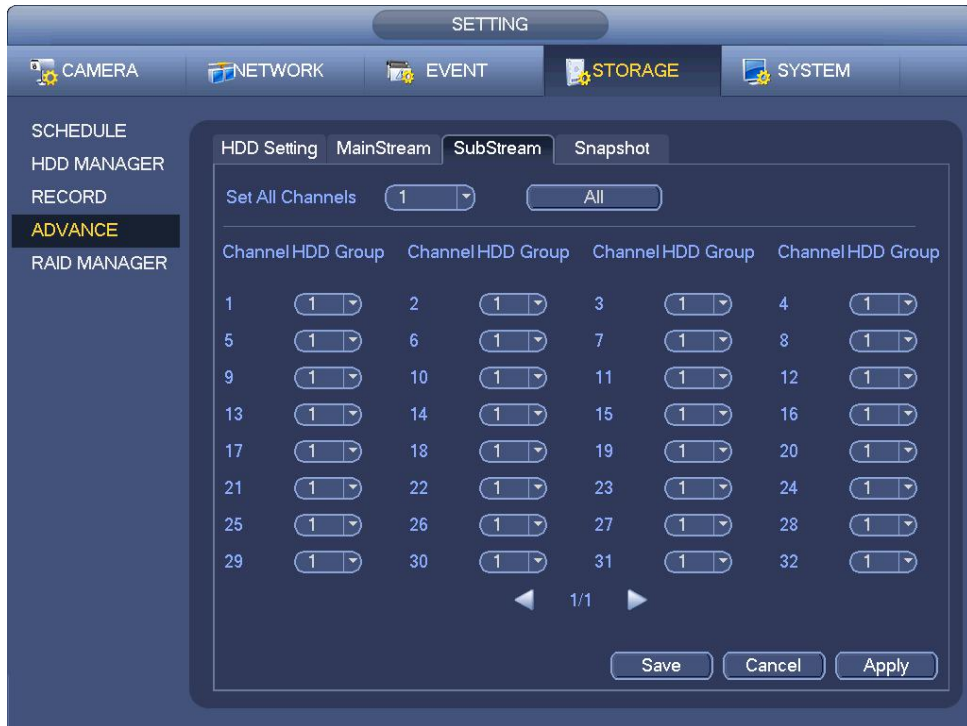 SETTING
CAMERA NETWORK EVENT STORAGE SYSTEM
SCHEDULE
HDD MANAGER
RECORD
ADVANCE
RAID MANAGER
HDD Setting MainStream SubStream Snapshot
Set All Channels 1 All
Channel HDD Group Channel HDD Group Channel HDD Group Channel HDD Group
1 1 2 1 3 1 4 1
5 1 6 1 7 1 8 1
9 1 10 1 11 1 12 1
13 1 14 1 15 1 16 1
17 1 18 1 19 1 20 1
21 1 22 1 23 1 24 1
25 1 26 1 27 1 28 1
29 1 30 1 31 1 32 1
1/1
Save Cancel Apply